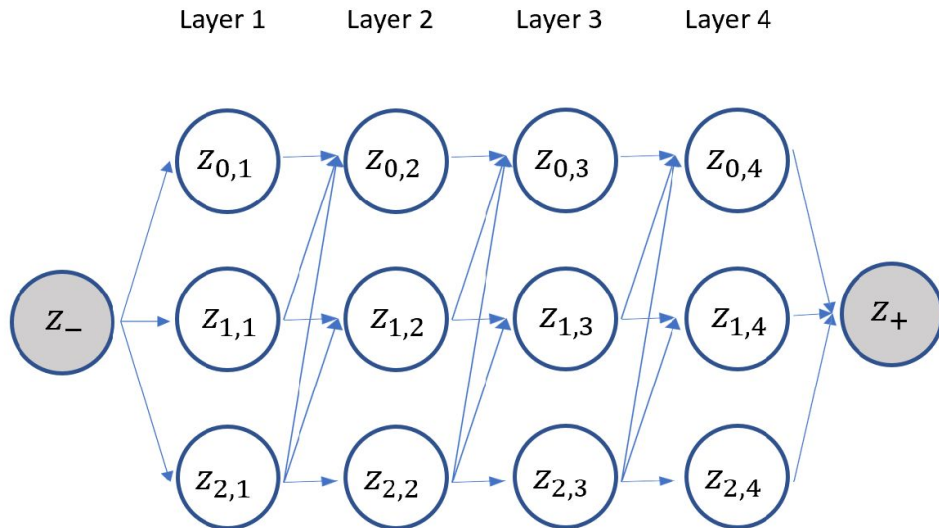 Layer 1 Layer 2 Layer 3 Layer 4
z_{0,1} z_{0,2} z_{0,3} z_{0,4}
z_− z_{1,1} z_{1,2} z_{1,3} z_{1,4} z_+
z_{2,1} z_{2,2} z_{2,3} z_{2,4}